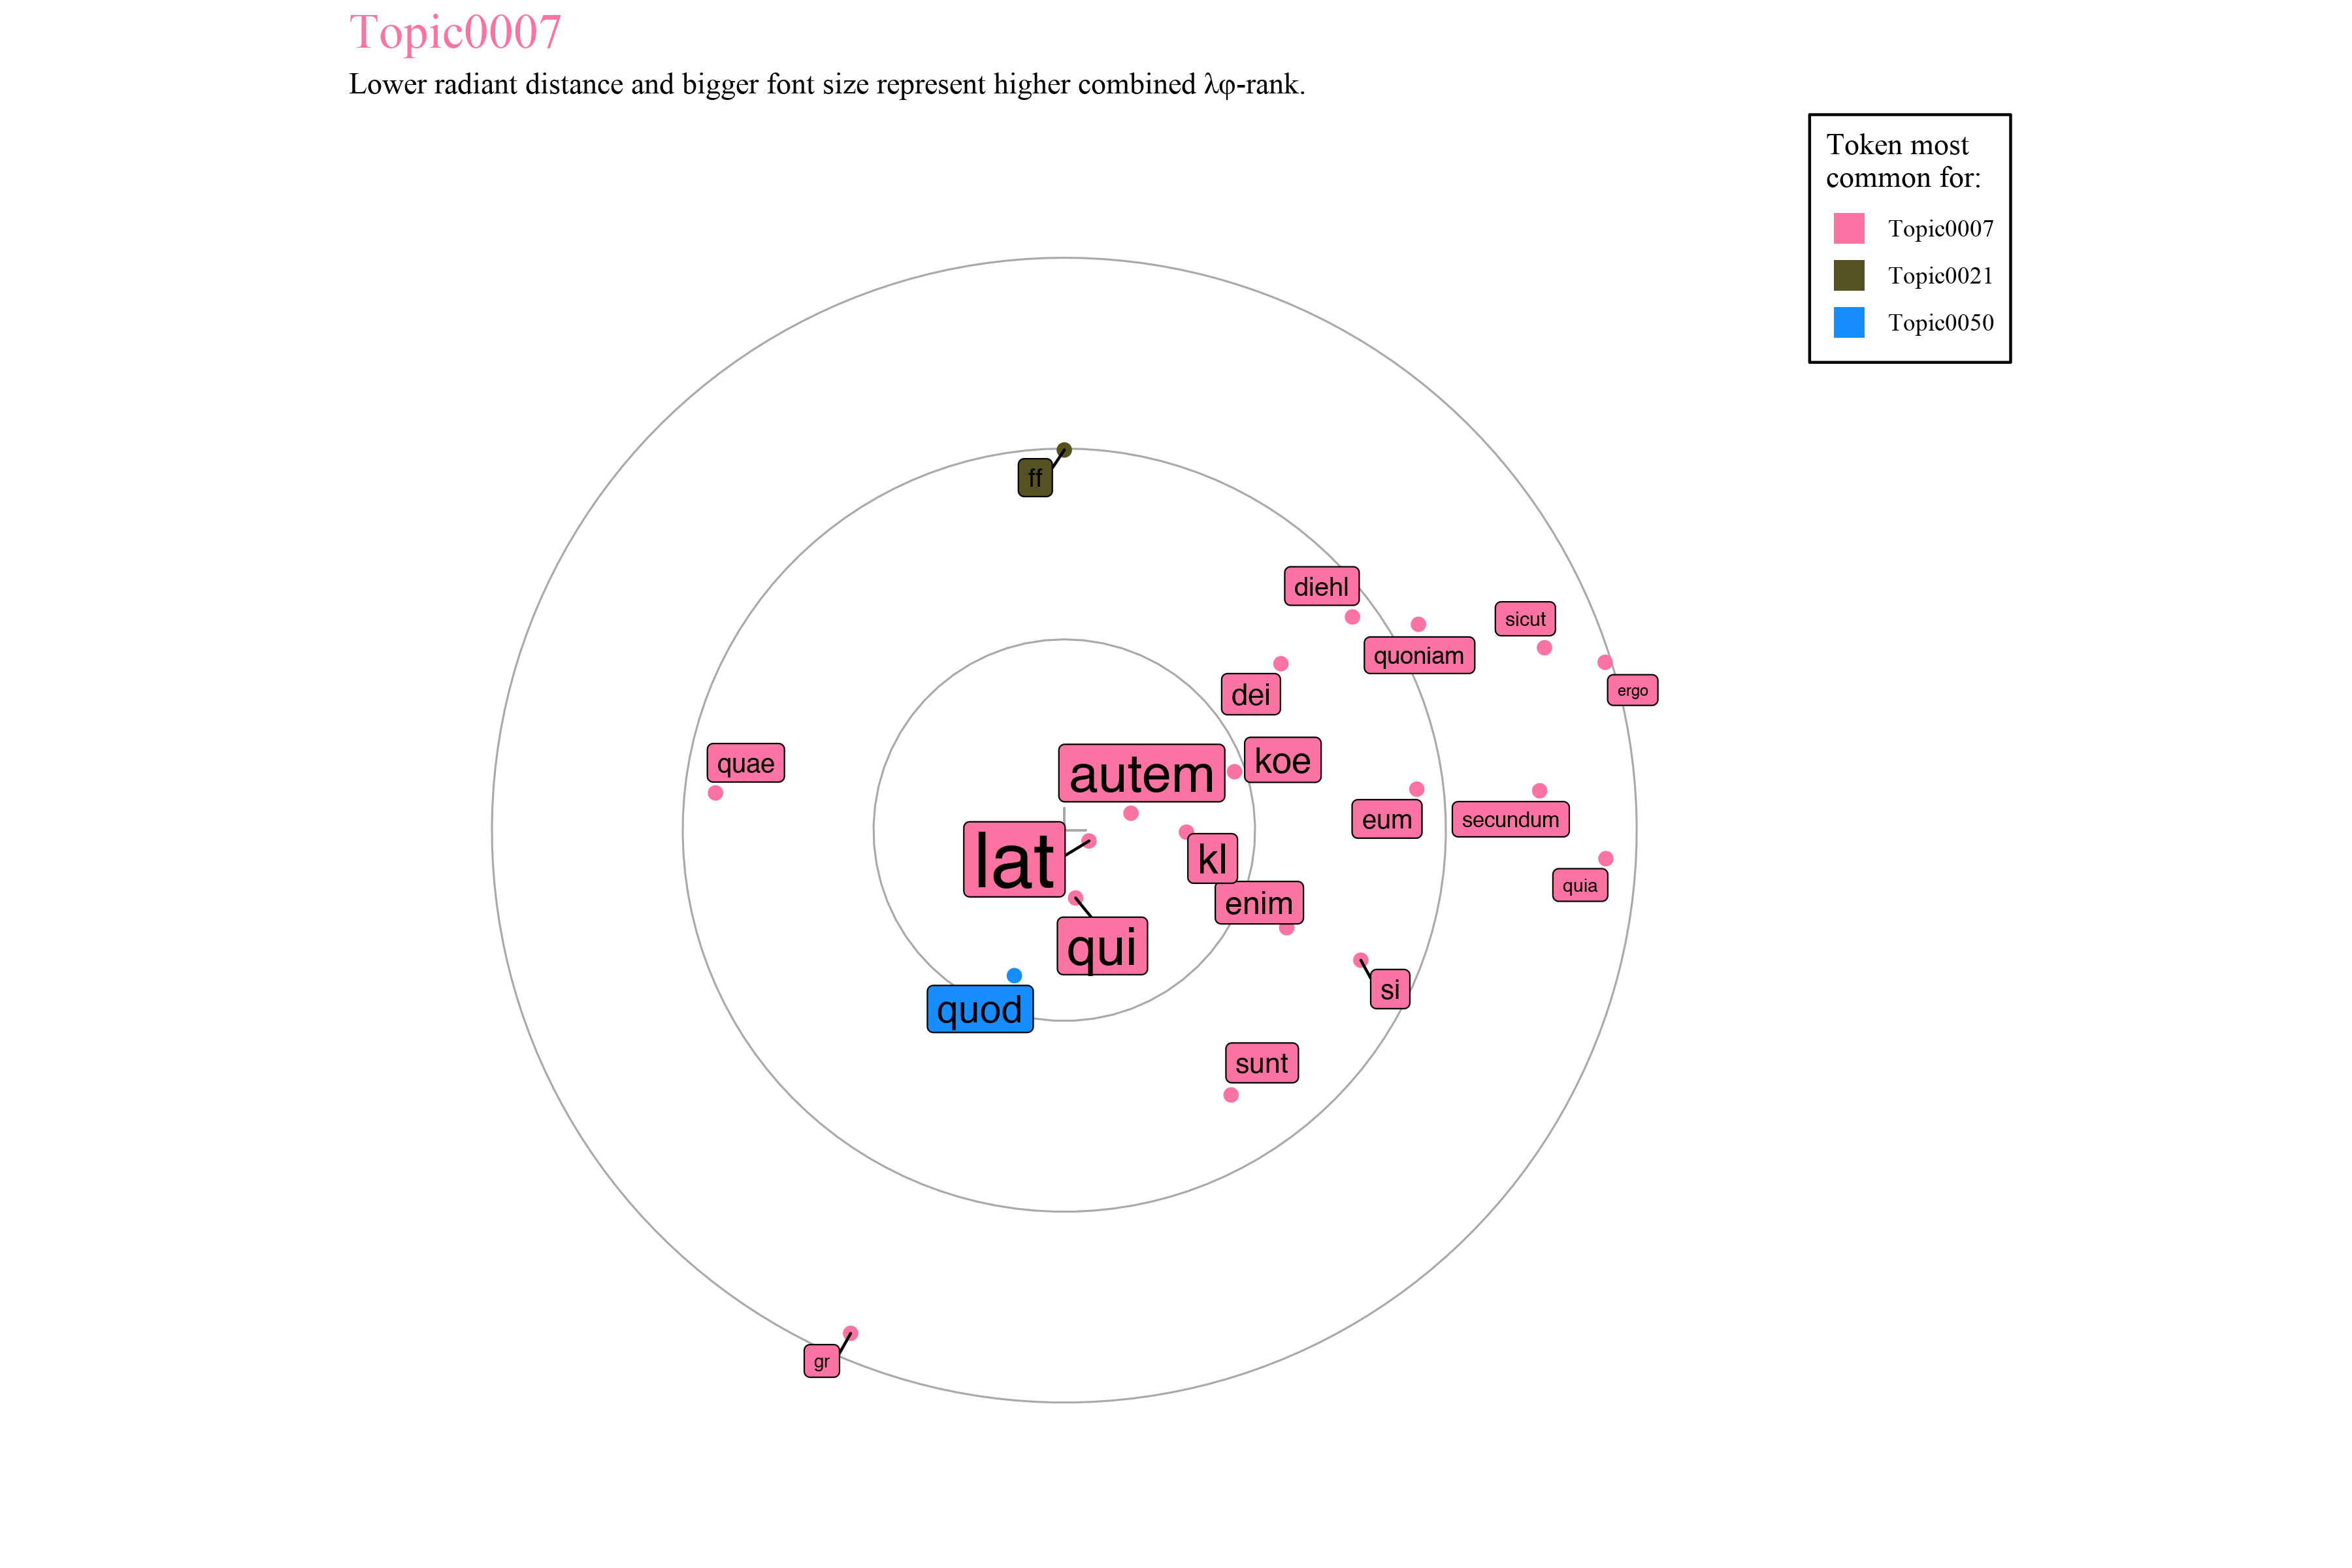 Topic0007
Lower radiant distance and bigger font size represent higher combined λφ-rank.
Token most
common for:
Topic0007
Topic0021
Topic0050
ff
diehl
sicut
quoniam
dei
ergo
koe
autem
quae
eum
secundum
lat
kl
quia
enim
qui
si
quod
sunt
gr